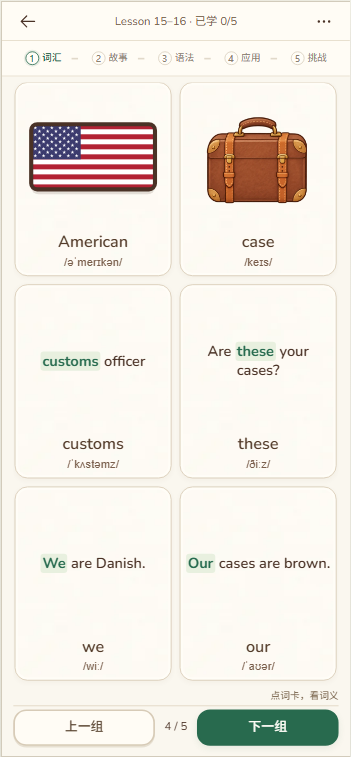 Lesson 15–16 · 已学 0/5
1 词汇 – 2 故事 – 3 语法 – 4 应用 – 5 挑战
American
/əˈmerɪkən/
case
/keɪs/
customs officer
customs
/ˈkʌstəmz/
Are these your
cases?
these
/ðiːz/
We are Danish.
we
/wiː/
Our cases are brown.
our
/ˈaʊər/
点词卡，看词义
上一组
4 / 5
下一组